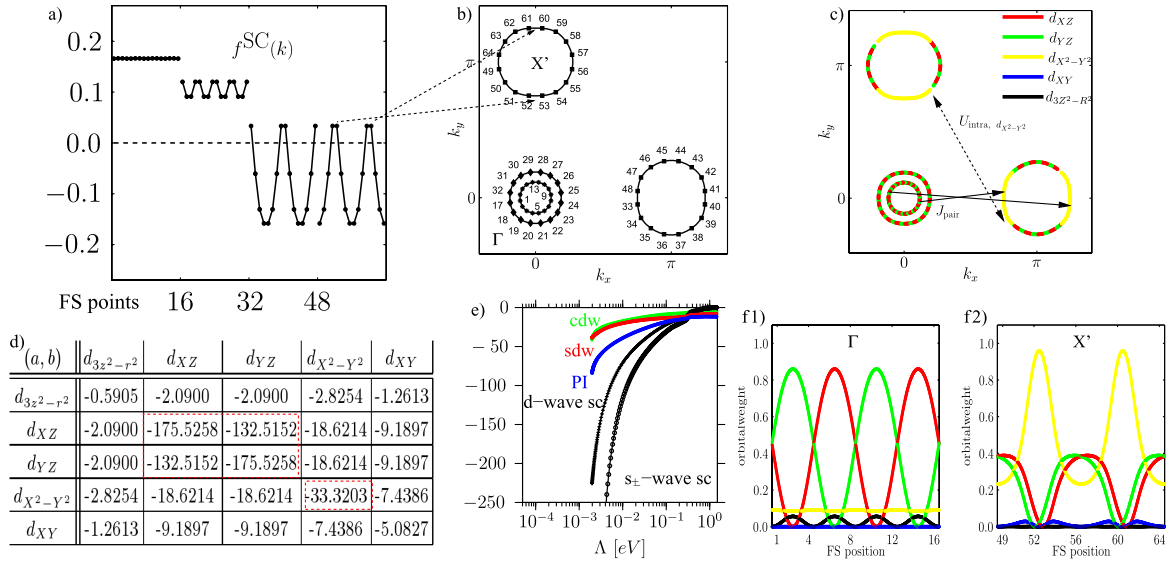 a)
f^SC(k)
0.2
0.1
0.0
−0.1
−0.2
FS points 16 32 48
b)
62 61 60 59
63 58
64 57
49 56
50 55
51 52 53 54
X'
π
k_y
0
30 29 28 27
31 26
32 25
17 24
18 23
19 20 21 22
13
1 9
5
Γ
46 45 44 43
47 42
48 41
33 40
34 39
35 36 37 38
0 π
k_x
c)
d_XZ
d_YZ
d_X²−Y²
d_XY
d_3Z²−R²
π
k_y
0
U_intra, d_X²−Y²
J_pair
0 π
k_x
d)
(a, b) d_3z²−r² d_XZ d_YZ d_X²−Y² d_XY
d_3z²−r² -0.5905 -2.0900 -2.0900 -2.8254 -1.2613
d_XZ -2.0900 -175.5258 -132.5152 -18.6214 -9.1897
d_YZ -2.0900 -132.5152 -175.5258 -18.6214 -9.1897
d_X²−Y² -2.8254 -18.6214 -18.6214 -33.3203 -7.4386
d_XY -1.2613 -9.1897 -9.1897 -7.4386 -5.0827
e)
0
−50
−100
−150
−200
−250
cdw
sdw
PI
d−wave sc
s±−wave sc
10⁻⁴ 10⁻³ 10⁻² 10⁻¹ 10⁰
Λ [eV]
f1)
Γ
1.0
0.8
0.6
0.4
0.2
0.0
orbitalweight
1 4 8 12 16
FS position
f2)
X'
1.0
0.8
0.6
0.4
0.2
0.0
orbitalweight
48 52 56 60 64
FS position